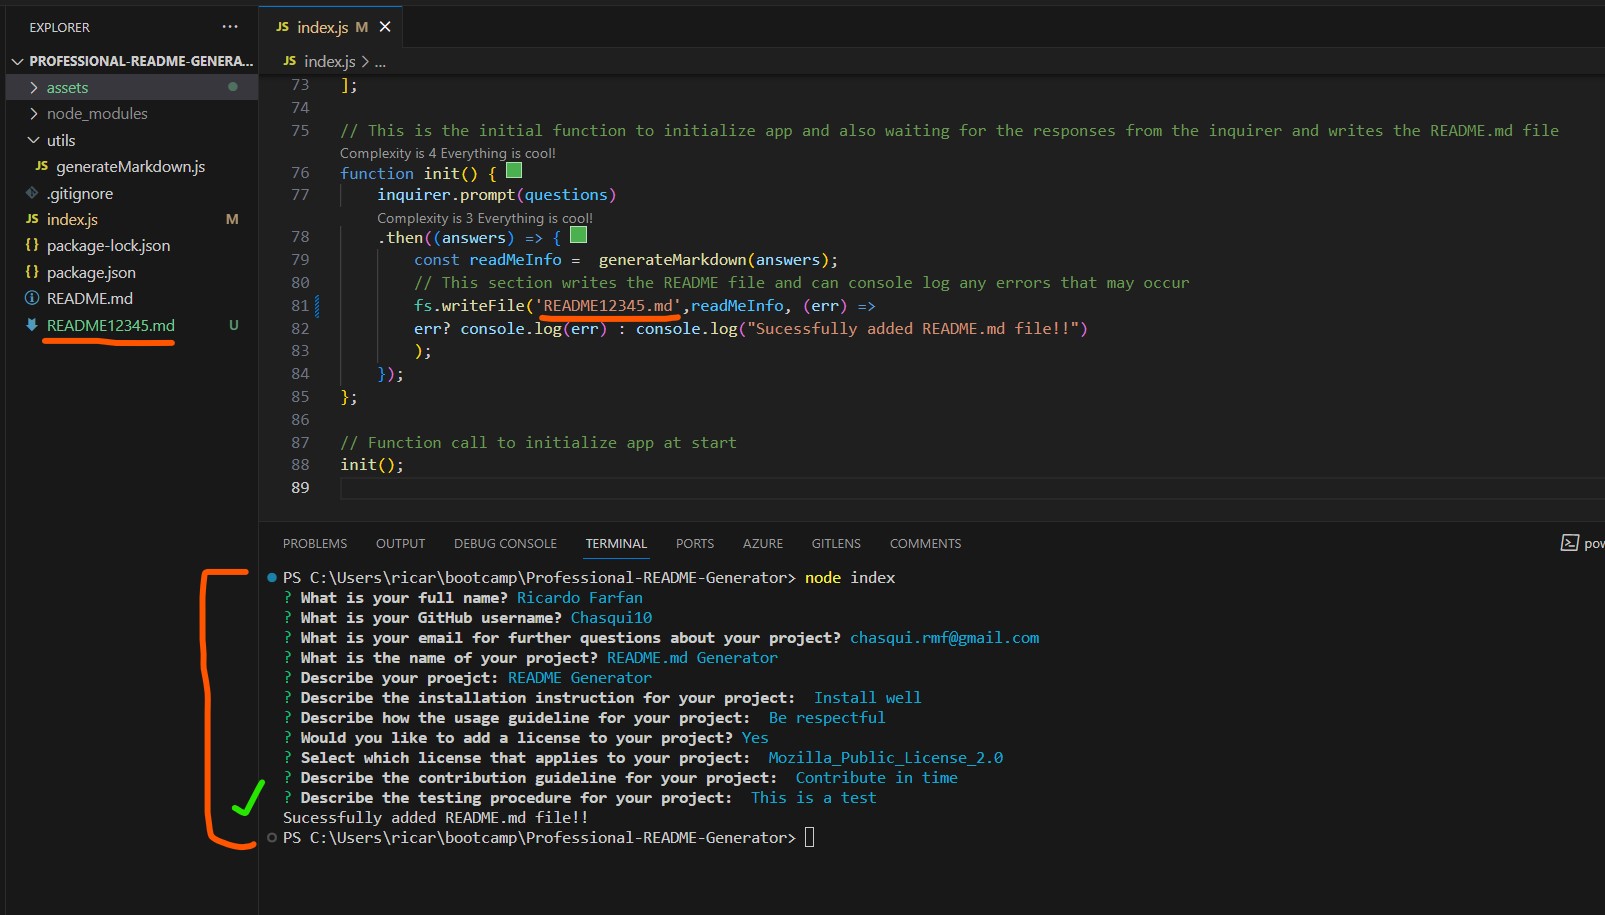 EXPLORER ...
PROFESSIONAL-README-GENERA...
assets
node_modules
utils
JS generateMarkdown.js
.gitignore
JS index.js M
{} package-lock.json
{} package.json
README.md
README12345.md U
JS index.js M ×
JS index.js > ...
73 ];
74
75 // This is the initial function to initialize app and also waiting for the responses from the inquirer and writes the README.md file
Complexity is 4 Everything is cool!
76 function init() {
77 inquirer.prompt(questions)
Complexity is 3 Everything is cool!
78 .then((answers) => {
79 const readMeInfo =  generateMarkdown(answers);
80 // This section writes the README file and can console log any errors that may occur
81 fs.writeFile('README12345.md',readMeInfo, (err) =>
82 err? console.log(err) : console.log("Sucessfully added README.md file!!")
83 );
84 });
85 };
86
87 // Function call to initialize app at start
88 init();
89
PROBLEMS OUTPUT DEBUG CONSOLE TERMINAL PORTS AZURE GITLENS COMMENTS pow
PS C:\Users\ricar\bootcamp\Professional-README-Generator> node index
? What is your full name? Ricardo Farfan
? What is your GitHub username? Chasqui10
? What is your email for further questions about your project? chasqui.rmf@gmail.com
? What is the name of your project? README.md Generator
? Describe your proejct: README Generator
? Describe the installation instruction for your project:  Install well
? Describe how the usage guideline for your project:  Be respectful
? Would you like to add a license to your project? Yes
? Select which license that applies to your project:  Mozilla_Public_License_2.0
? Describe the contribution guideline for your project:  Contribute in time
? Describe the testing procedure for your project:  This is a test
Sucessfully added README.md file!!
PS C:\Users\ricar\bootcamp\Professional-README-Generator>